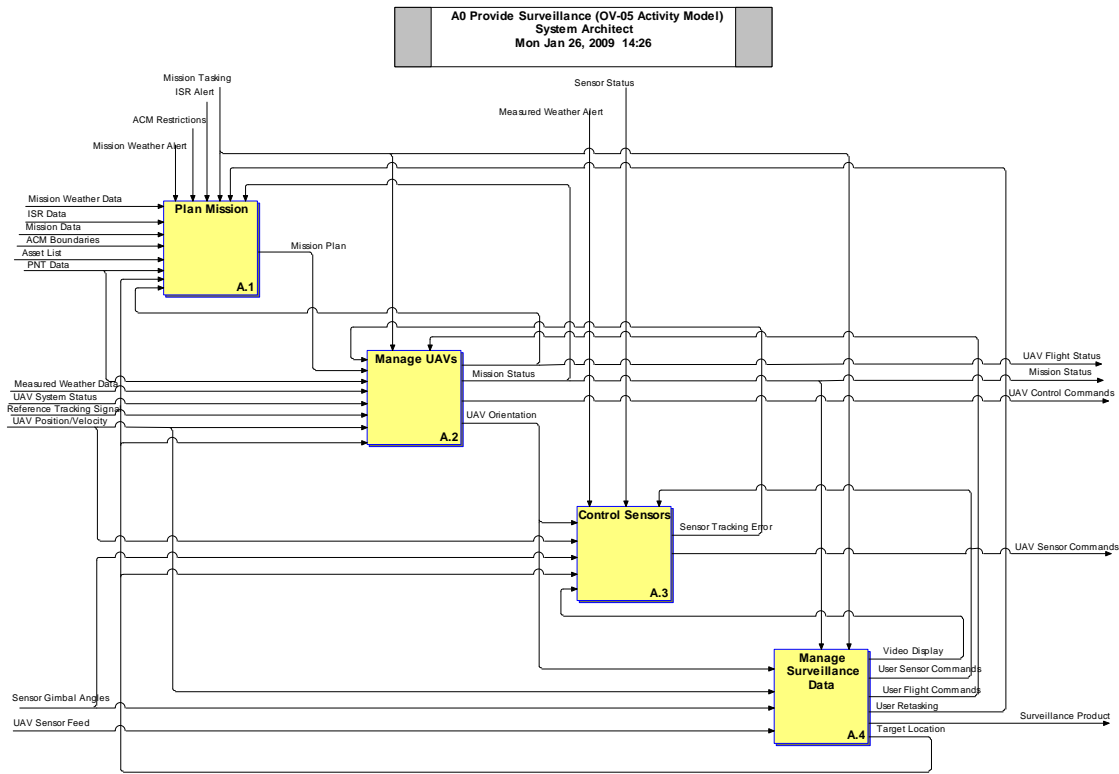 A0 Provide Surveillance (OV-05 Activity Model)
System Architect
Mon Jan 26, 2009 14:26
Mission Tasking
ISR Alert
ACM Restrictions
Mission Weather Alert
Sensor Status
Measured Weather Alert
Mission Weather Data
ISR Data
Mission Data
ACM Boundaries
Asset List
PNT Data
Plan Mission
A.1
Mission Plan
Manage UAVs
A.2
Measured Weather Data
UAV System Status
Reference Tracking Signa
UAV Position/Velocity
Mission Status
UAV Orientation
UAV Flight Status
Mission Status
UAV Control Commands
Control Sensors
A.3
Sensor Tracking Error
UAV Sensor Commands
Manage
Surveillance
Data
A.4
Video Display
User Sensor Commands
User Flight Commands
User Retasking
Target Location
Surveillance Product
Sensor Gimbal Angles
UAV Sensor Feed